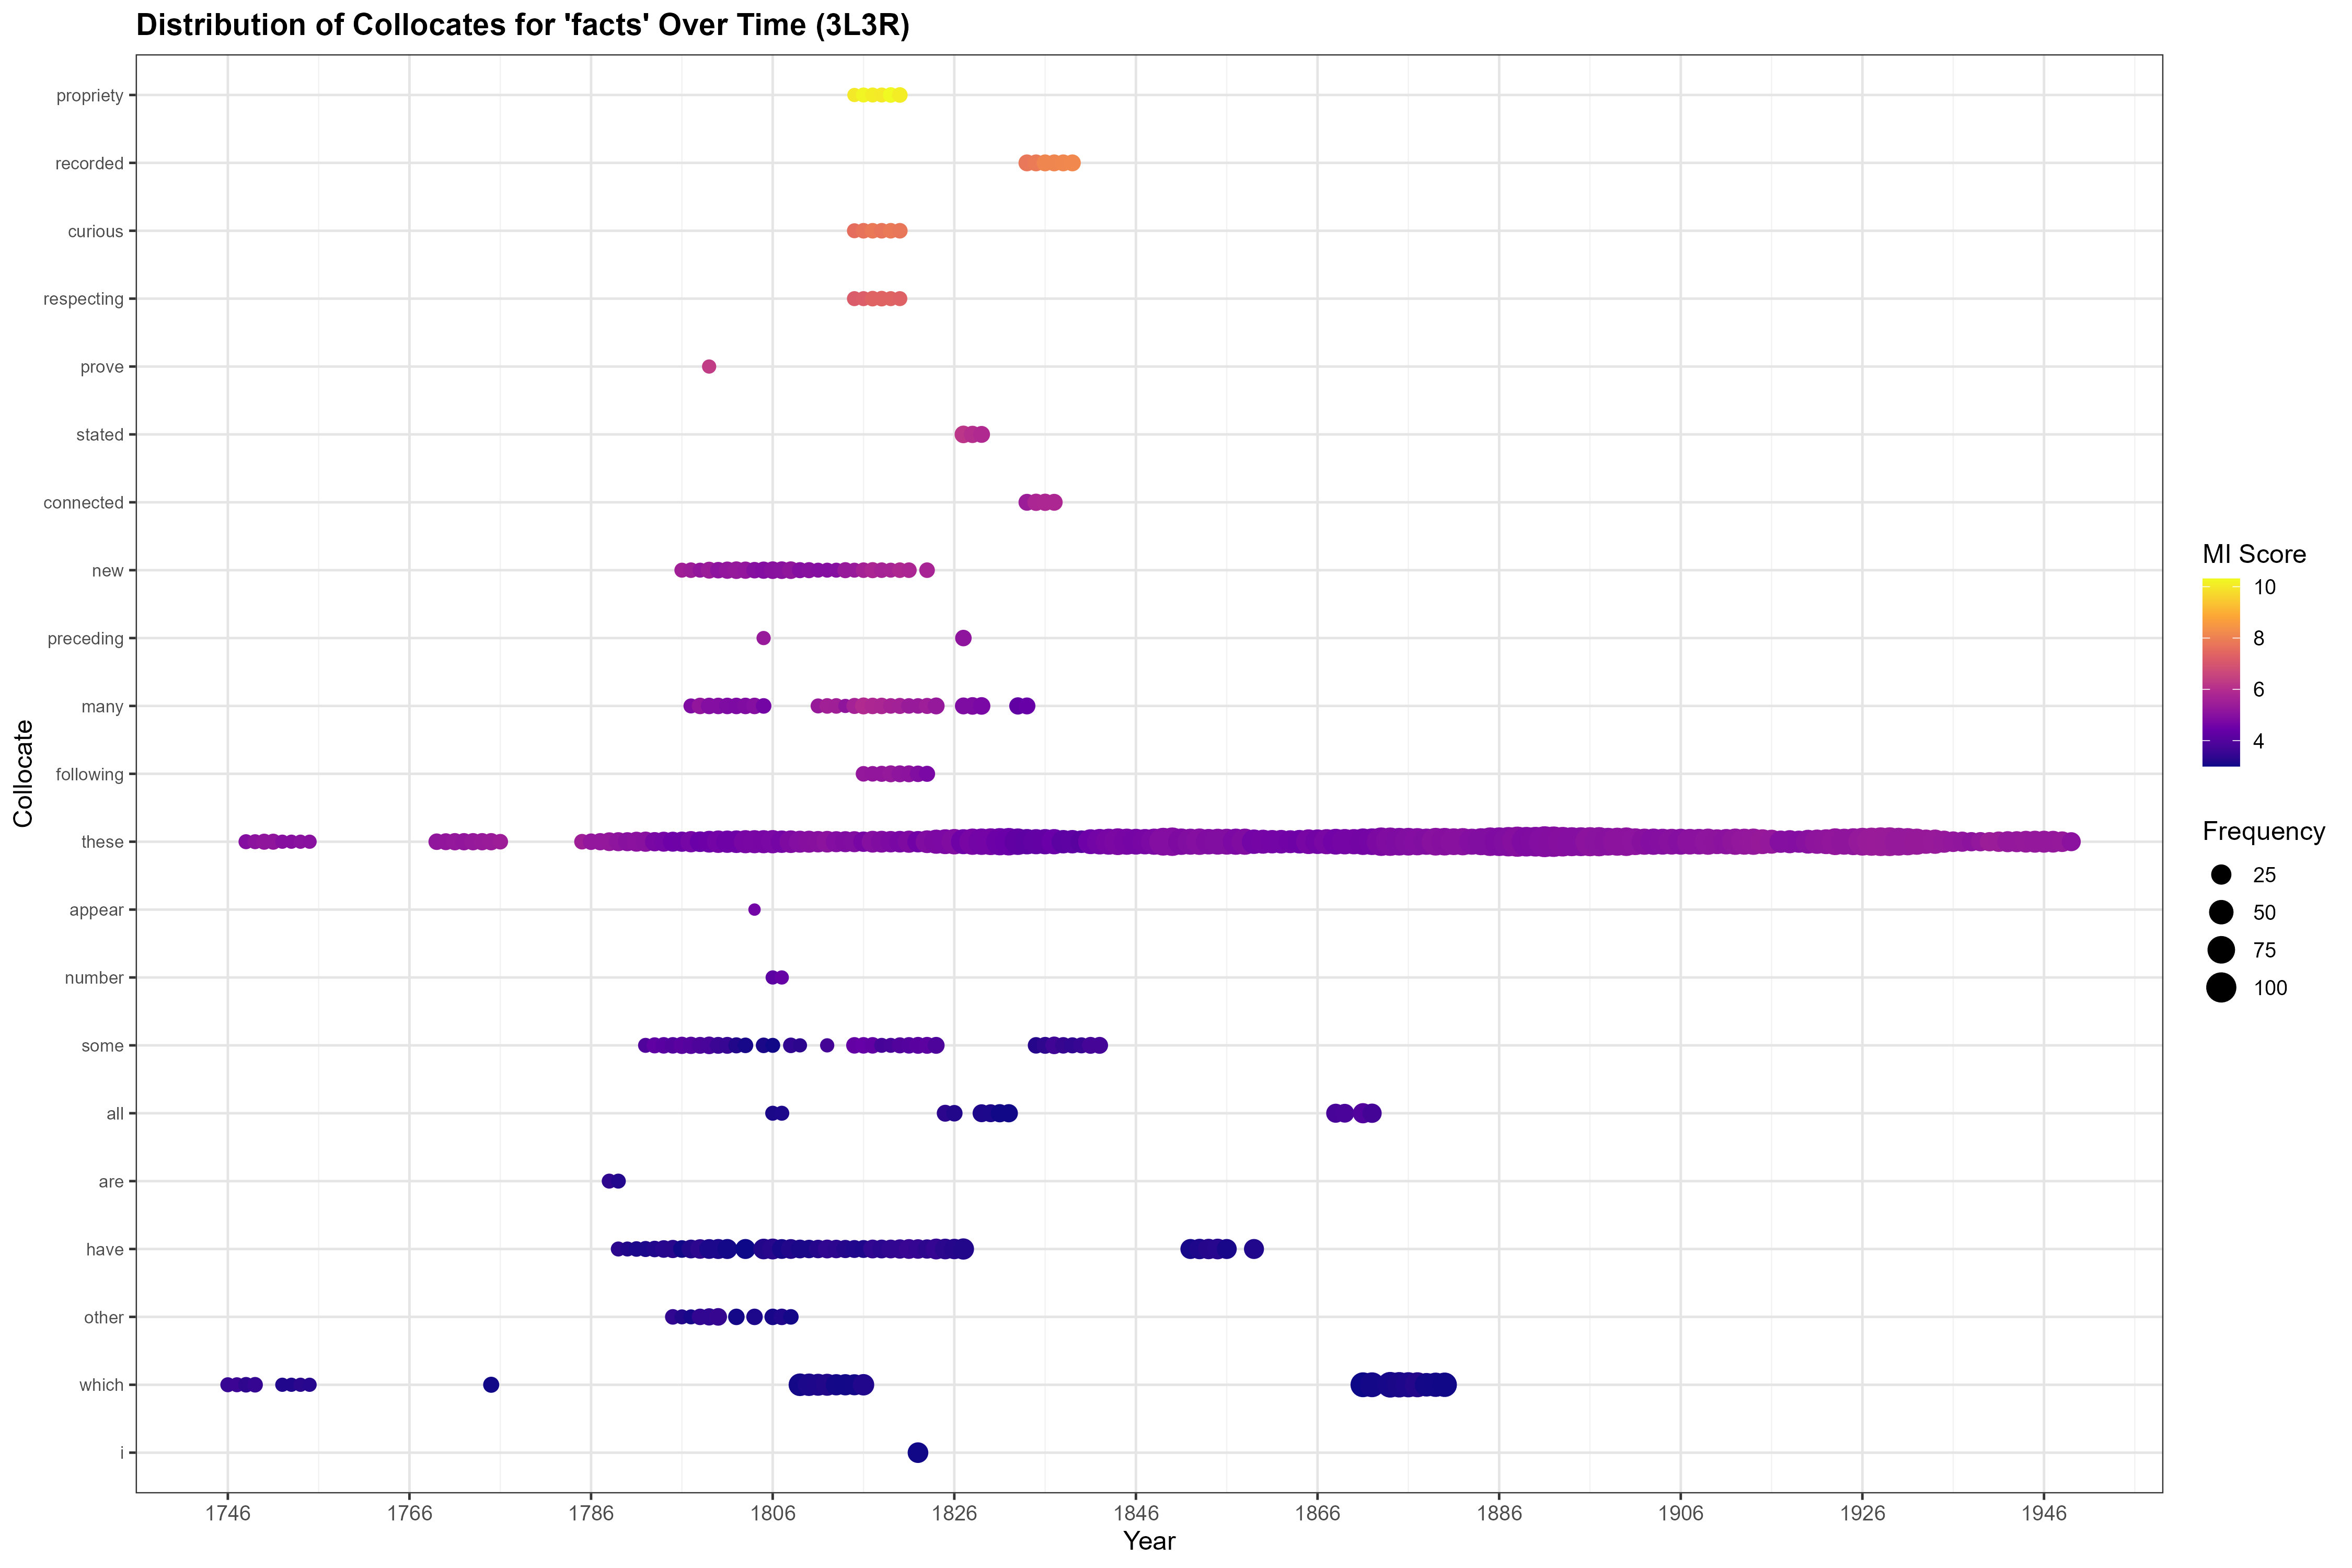 Distribution of Collocates for 'facts' Over Time (3L3R)
Collocate
propriety
recorded
curious
respecting
prove
stated
connected
new
preceding
many
following
these
appear
number
some
all
are
have
other
which
i
1746 1766 1786 1806 1826 1846 1866 1886 1906 1926 1946
Year
MI Score
10
8
6
4
Frequency
25
50
75
100